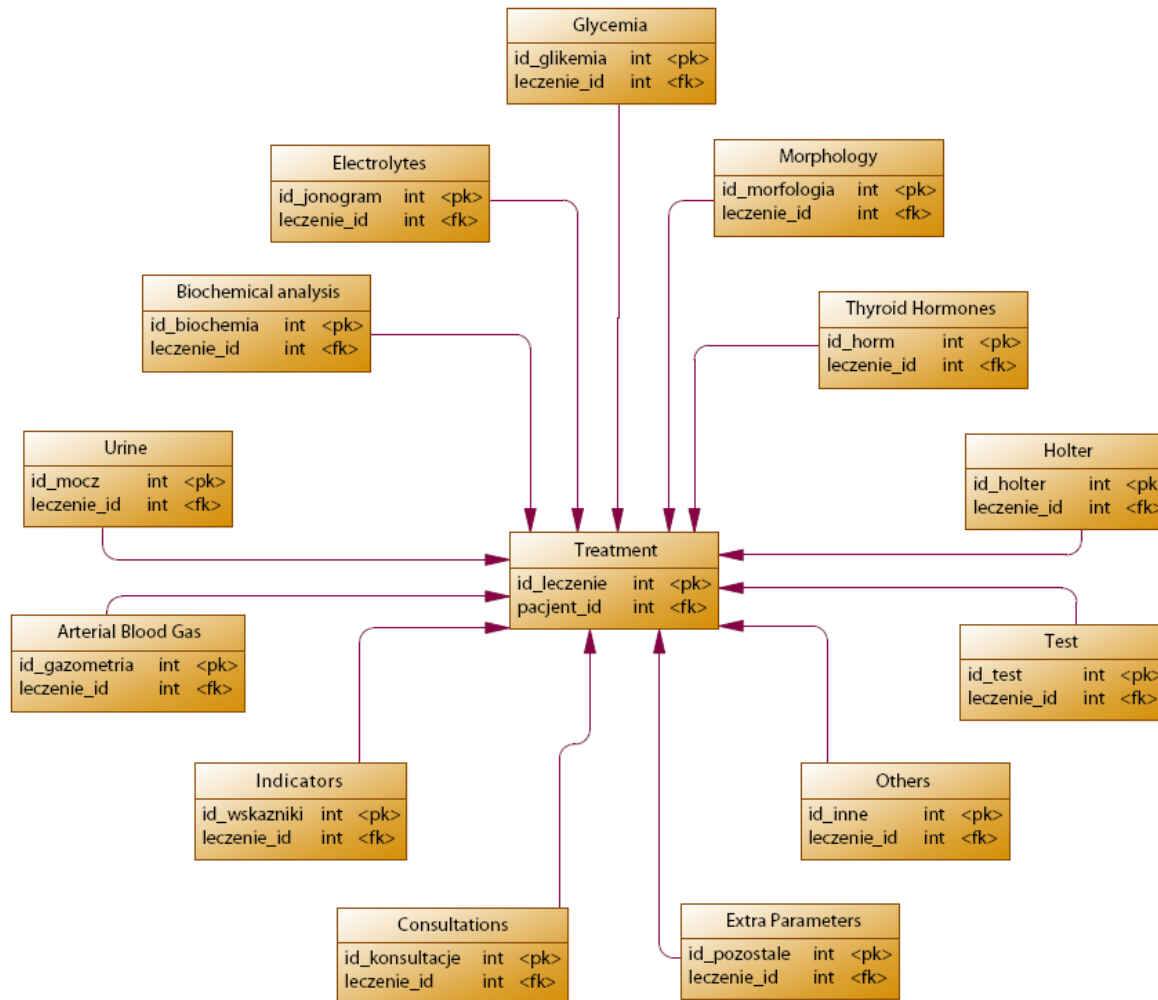 Glycemia
id_glikemia int <pk>
leczenie_id int <fk>
Electrolytes
id_jonogram int <pk>
leczenie_id int <fk>
Morphology
id_morfologia int <pk>
leczenie_id int <fk>
Biochemical analysis
id_biochemia int <pk>
leczenie_id int <fk>
Thyroid Hormones
id_horm int <pk>
leczenie_id int <fk>
Urine
id_mocz int <pk>
leczenie_id int <fk>
Holter
id_holter int <pk
leczenie_id int <fk>
Treatment
id_leczenie int <pk>
pacjent_id int <fk>
Arterial Blood Gas
id_gazometria int <pk>
leczenie_id int <fk>
Test
id_test int <pk
leczenie_id int <fk>
Indicators
id_wskazniki int <pk>
leczenie_id int <fk>
Others
id_inne int <pk>
leczenie_id int <fk>
Consultations
id_konsultacje int <pk>
leczenie_id int <fk>
Extra Parameters
id_pozostale int <pk>
leczenie_id int <fk>